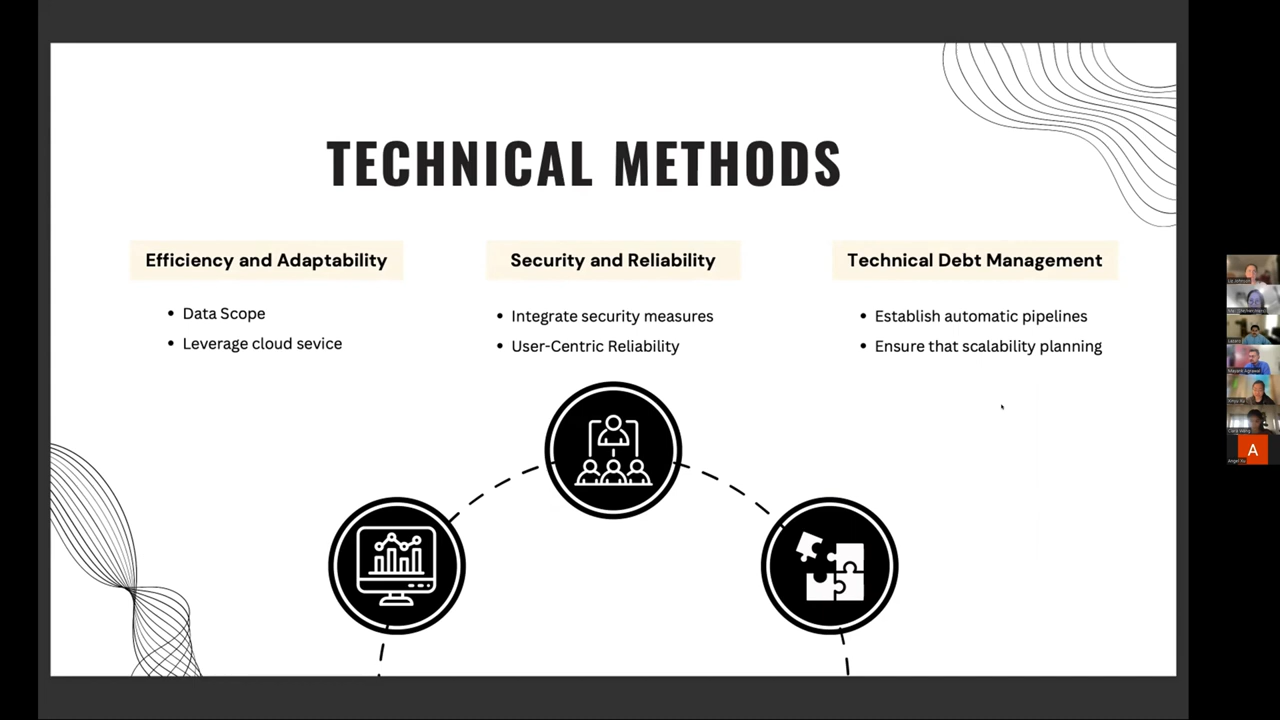 TECHNICAL METHODS
Efficiency and Adaptability
• Data Scope
• Leverage cloud sevice
Security and Reliability
• Integrate security measures
• User-Centric Reliability
Technical Debt Management
• Establish automatic pipelines
• Ensure that scalability planning
A